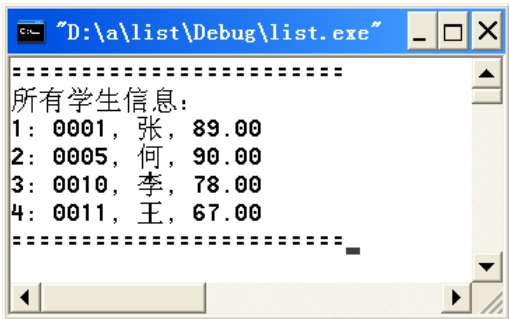 "D:\a\list\Debug\list.exe"
========================
所有学生信息：
1: 0001, 张, 89.00
2: 0005, 何, 90.00
3: 0010, 李, 78.00
4: 0011, 王, 67.00
========================_